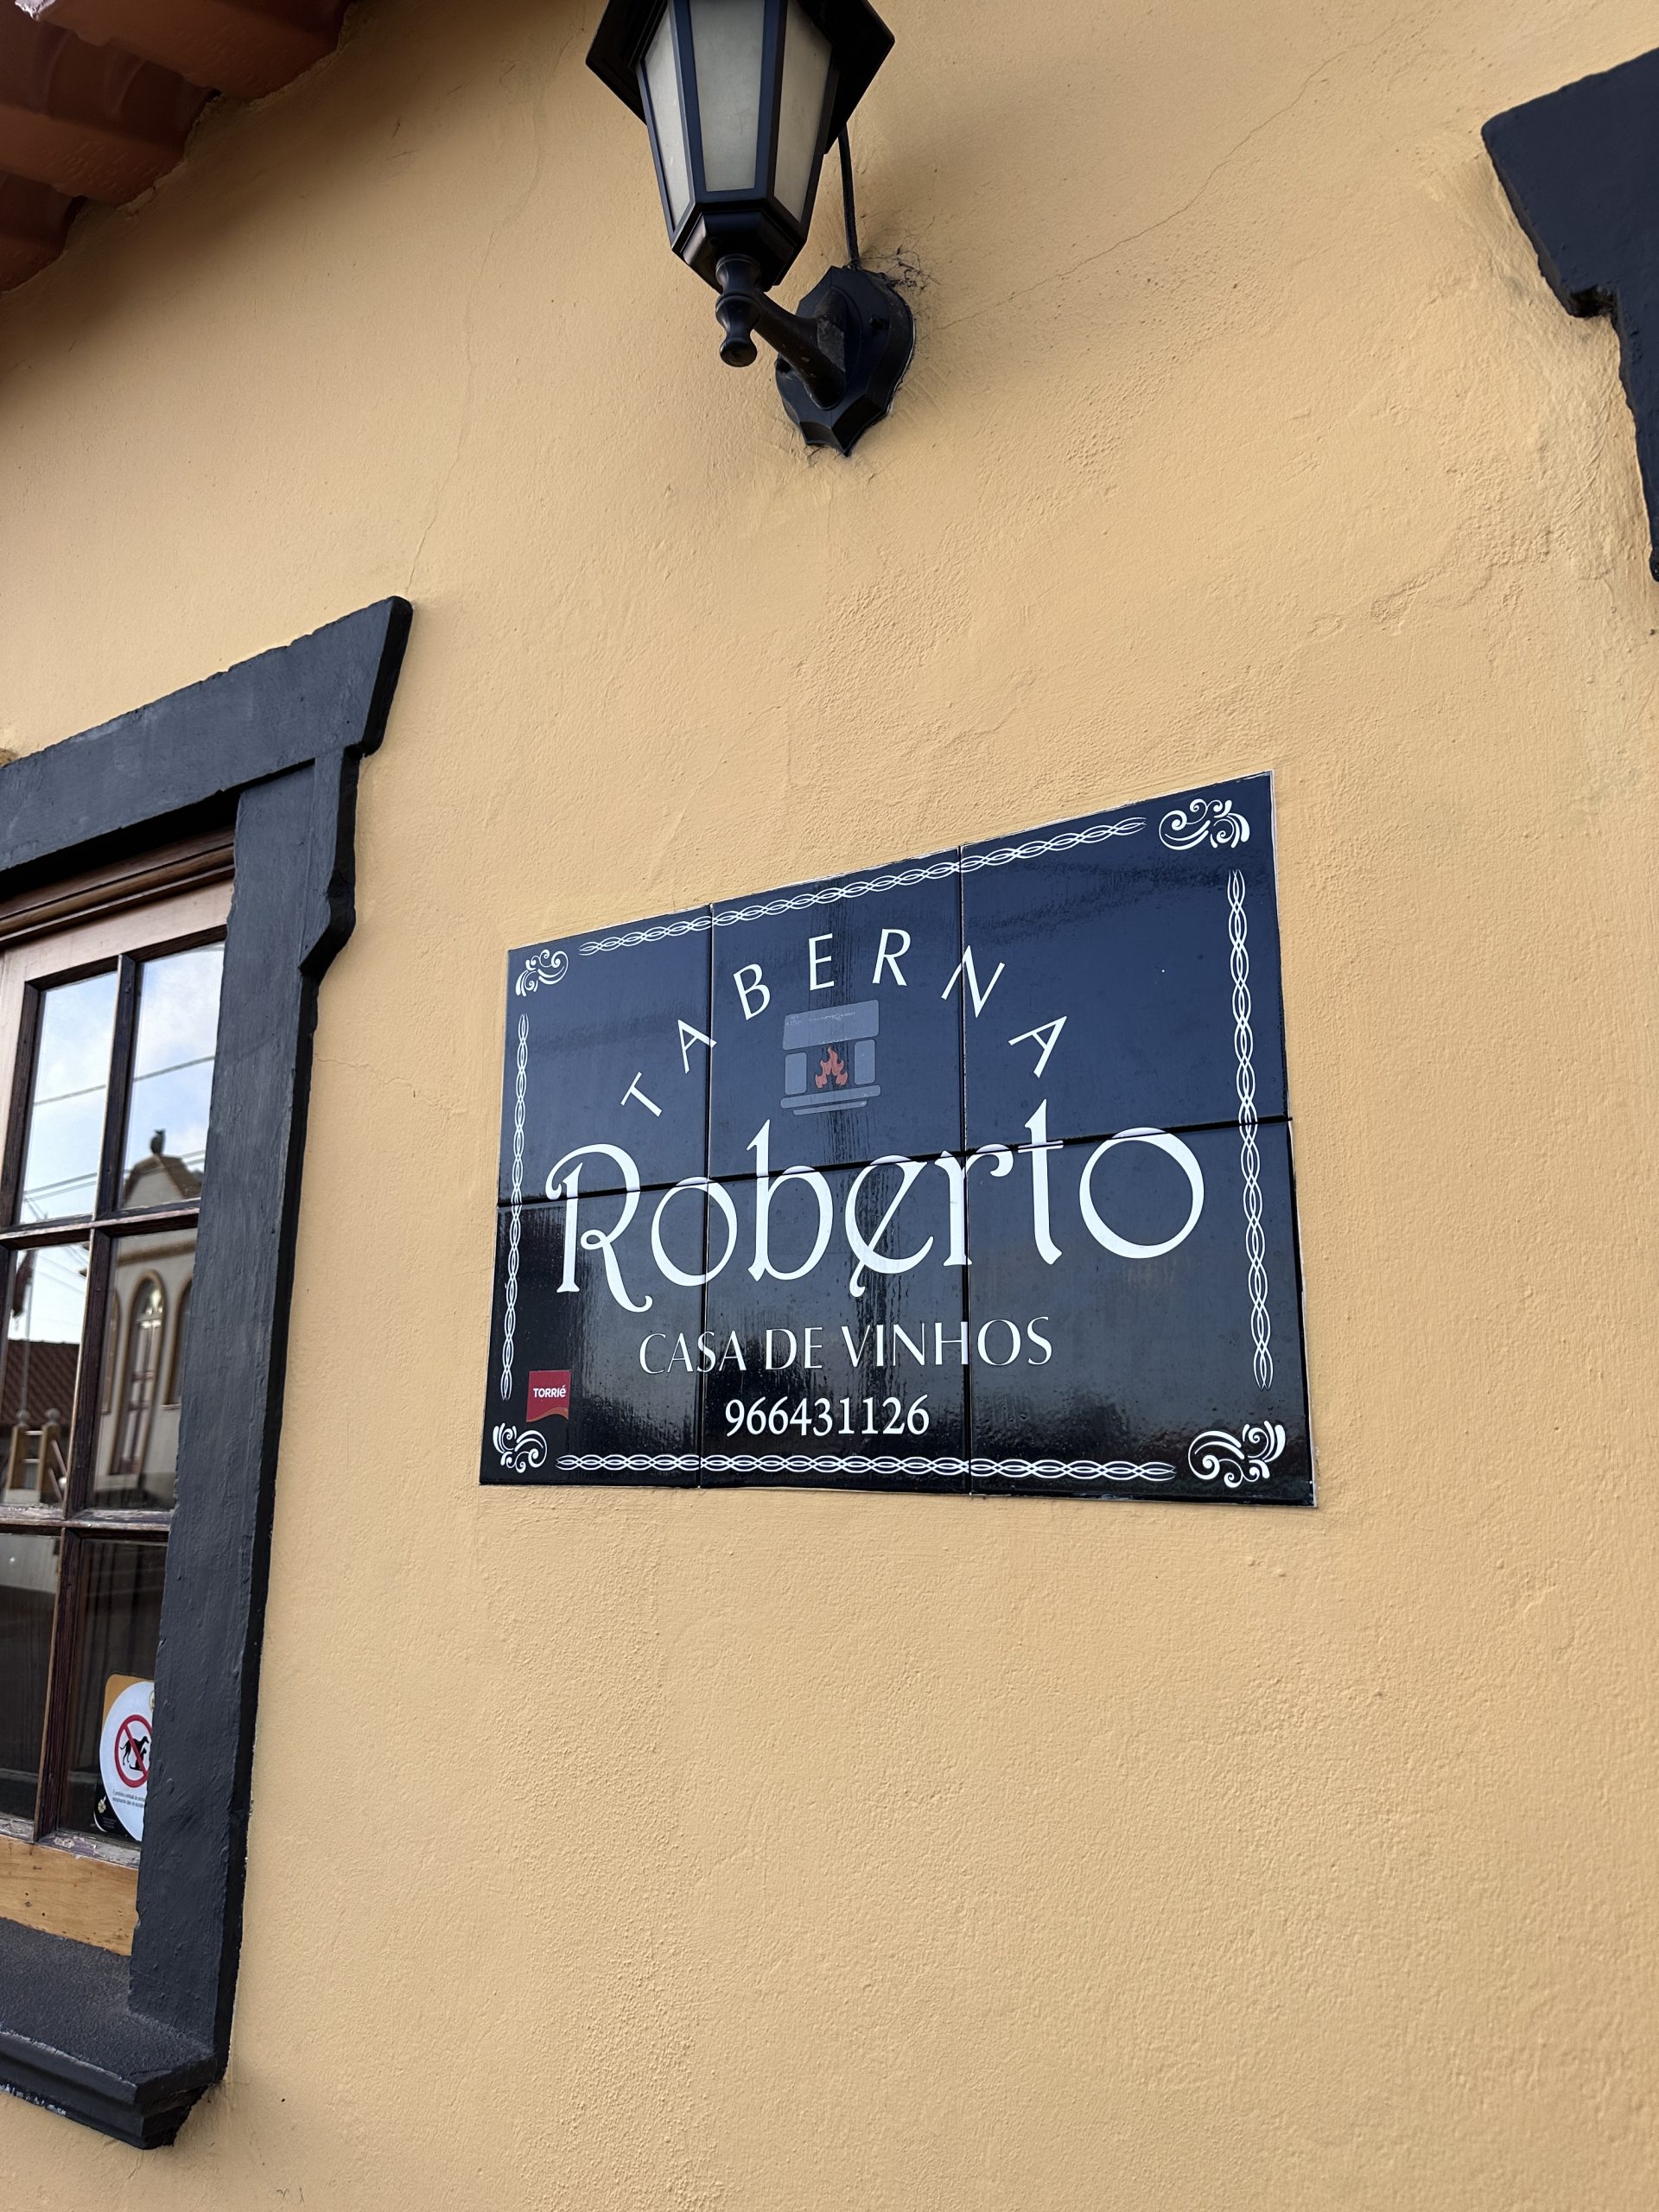 TABERNA
Roberto
CASA DE VINHOS
TORRIÉ
966431126